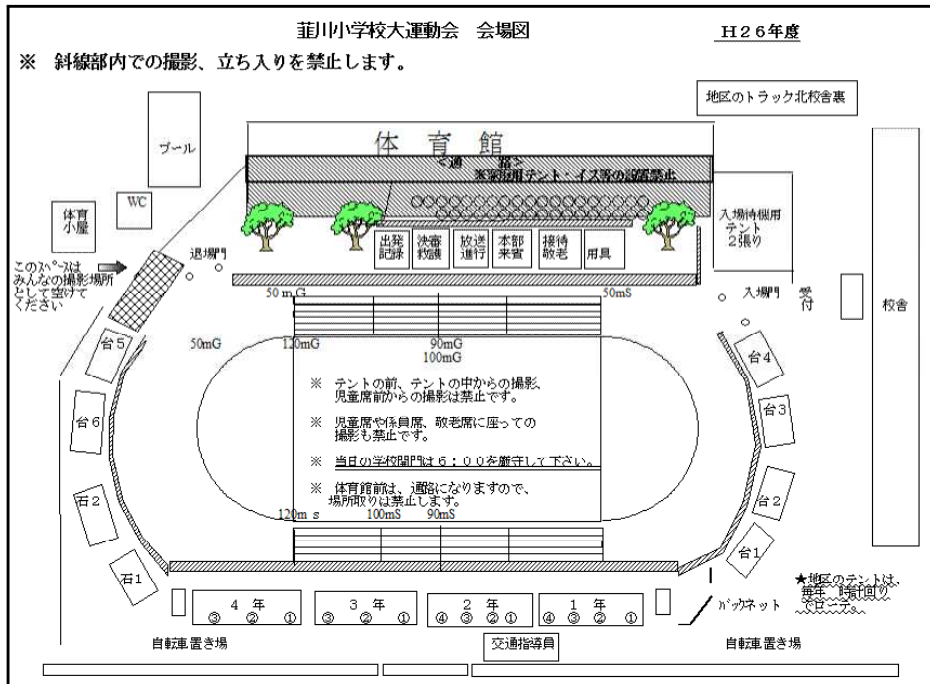 韮川小学校大運動会 会場図
H26年度
※ 斜線部内での撮影、立ち入りを禁止します。
地区のトラック北校舎裏
プール
体育館
<通 路>
※家庭用テント・イス等の設置禁止
WC
体育
小屋
入場待機用
テント
2張り
出発
記録
決審
救護
放送
進行
本部
来賓
接待
敬老
用具
退場門
このスペースは
みんなの撮影場所
として空けて
ください
入場門
受付
校舎
50mG
50mS
50mG
120mG
90mG
100mG
台5
台6
石2
石1
台4
台3
台2
台1
※ テントの前、テントの中からの撮影、
児童席前からの撮影は禁止です。
※ 児童席や係員席、敬老席に座っての
撮影も禁止です。
※ 当日の学校開門は6:00を厳守して下さい。
※ 体育館前は、通路になりますので、
場所取りは禁止します。
120ms
100mS
90mS
★地区のテントは、
毎年 時計回り
でローテ。
バックネット
4年
③ ② ①
3年
③ ② ①
2年
④ ③ ② ①
1年
④ ③ ② ①
自転車置き場
交通指導員
自転車置き場